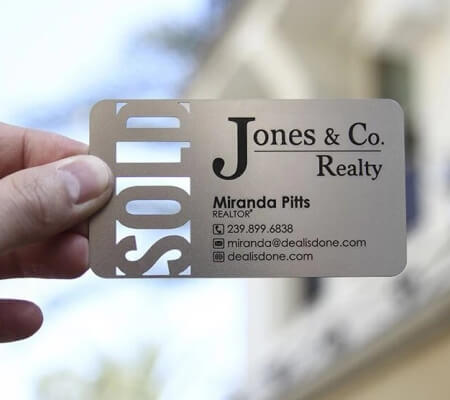 SOLD
Jones & Co.
Realty
Miranda Pitts
REALTOR®
239.899.6838
miranda@dealisdone.com
dealisdone.com